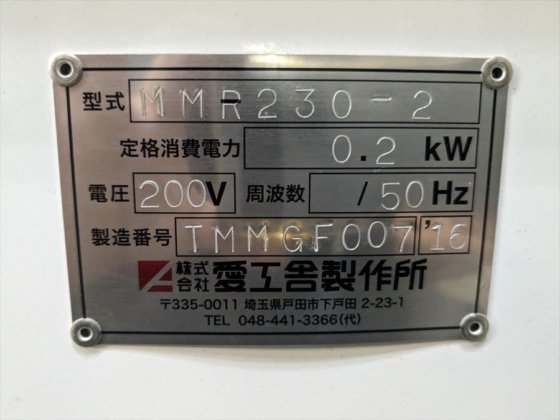 型式 MMR230-2
定格消費電力 0.2 kW
電圧 200V 周波数 / 50 Hz
製造番号 TMMGF007 '16
株式会社 愛工舎製作所
〒335-0011 埼玉県戸田市下戸田 2-23-1
TEL 048-441-3366(代)